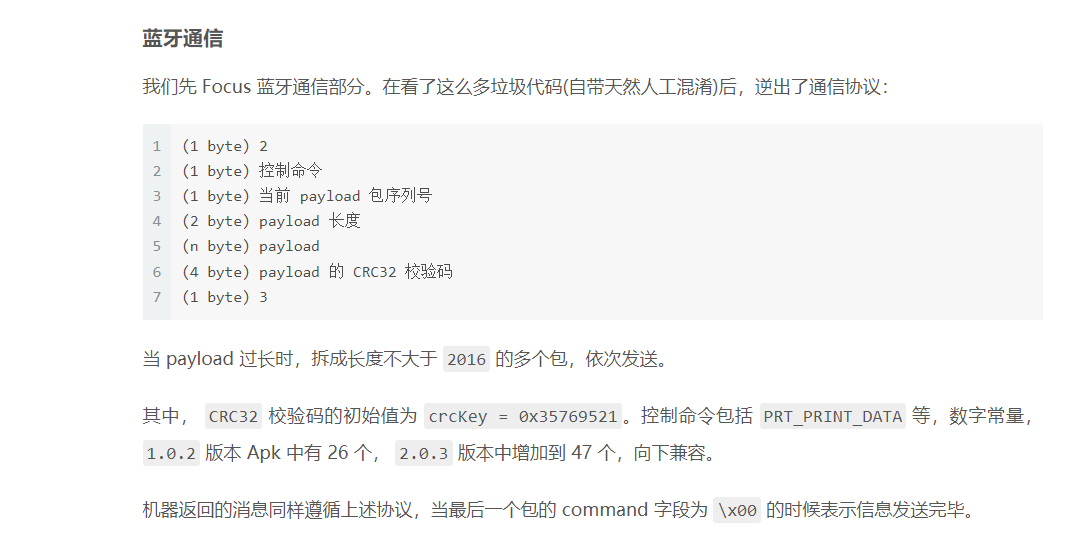 蓝牙通信
我们先 Focus 蓝牙通信部分。在看了这么多垃圾代码(自带天然人工混淆)后，逆出了通信协议：
1 (1 byte) 2
2 (1 byte) 控制命令
3 (1 byte) 当前 payload 包序列号
4 (2 byte) payload 长度
5 (n byte) payload
6 (4 byte) payload 的 CRC32 校验码
7 (1 byte) 3
当 payload 过长时，拆成长度不大于 2016 的多个包，依次发送。
其中， CRC32 校验码的初始值为 crcKey = 0x35769521 。控制命令包括 PRT_PRINT_DATA 等，数字常量，
1.0.2 版本 Apk 中有 26 个， 2.0.3 版本中增加到 47 个，向下兼容。
机器返回的消息同样遵循上述协议，当最后一个包的 command 字段为 \x00 的时候表示信息发送完毕。